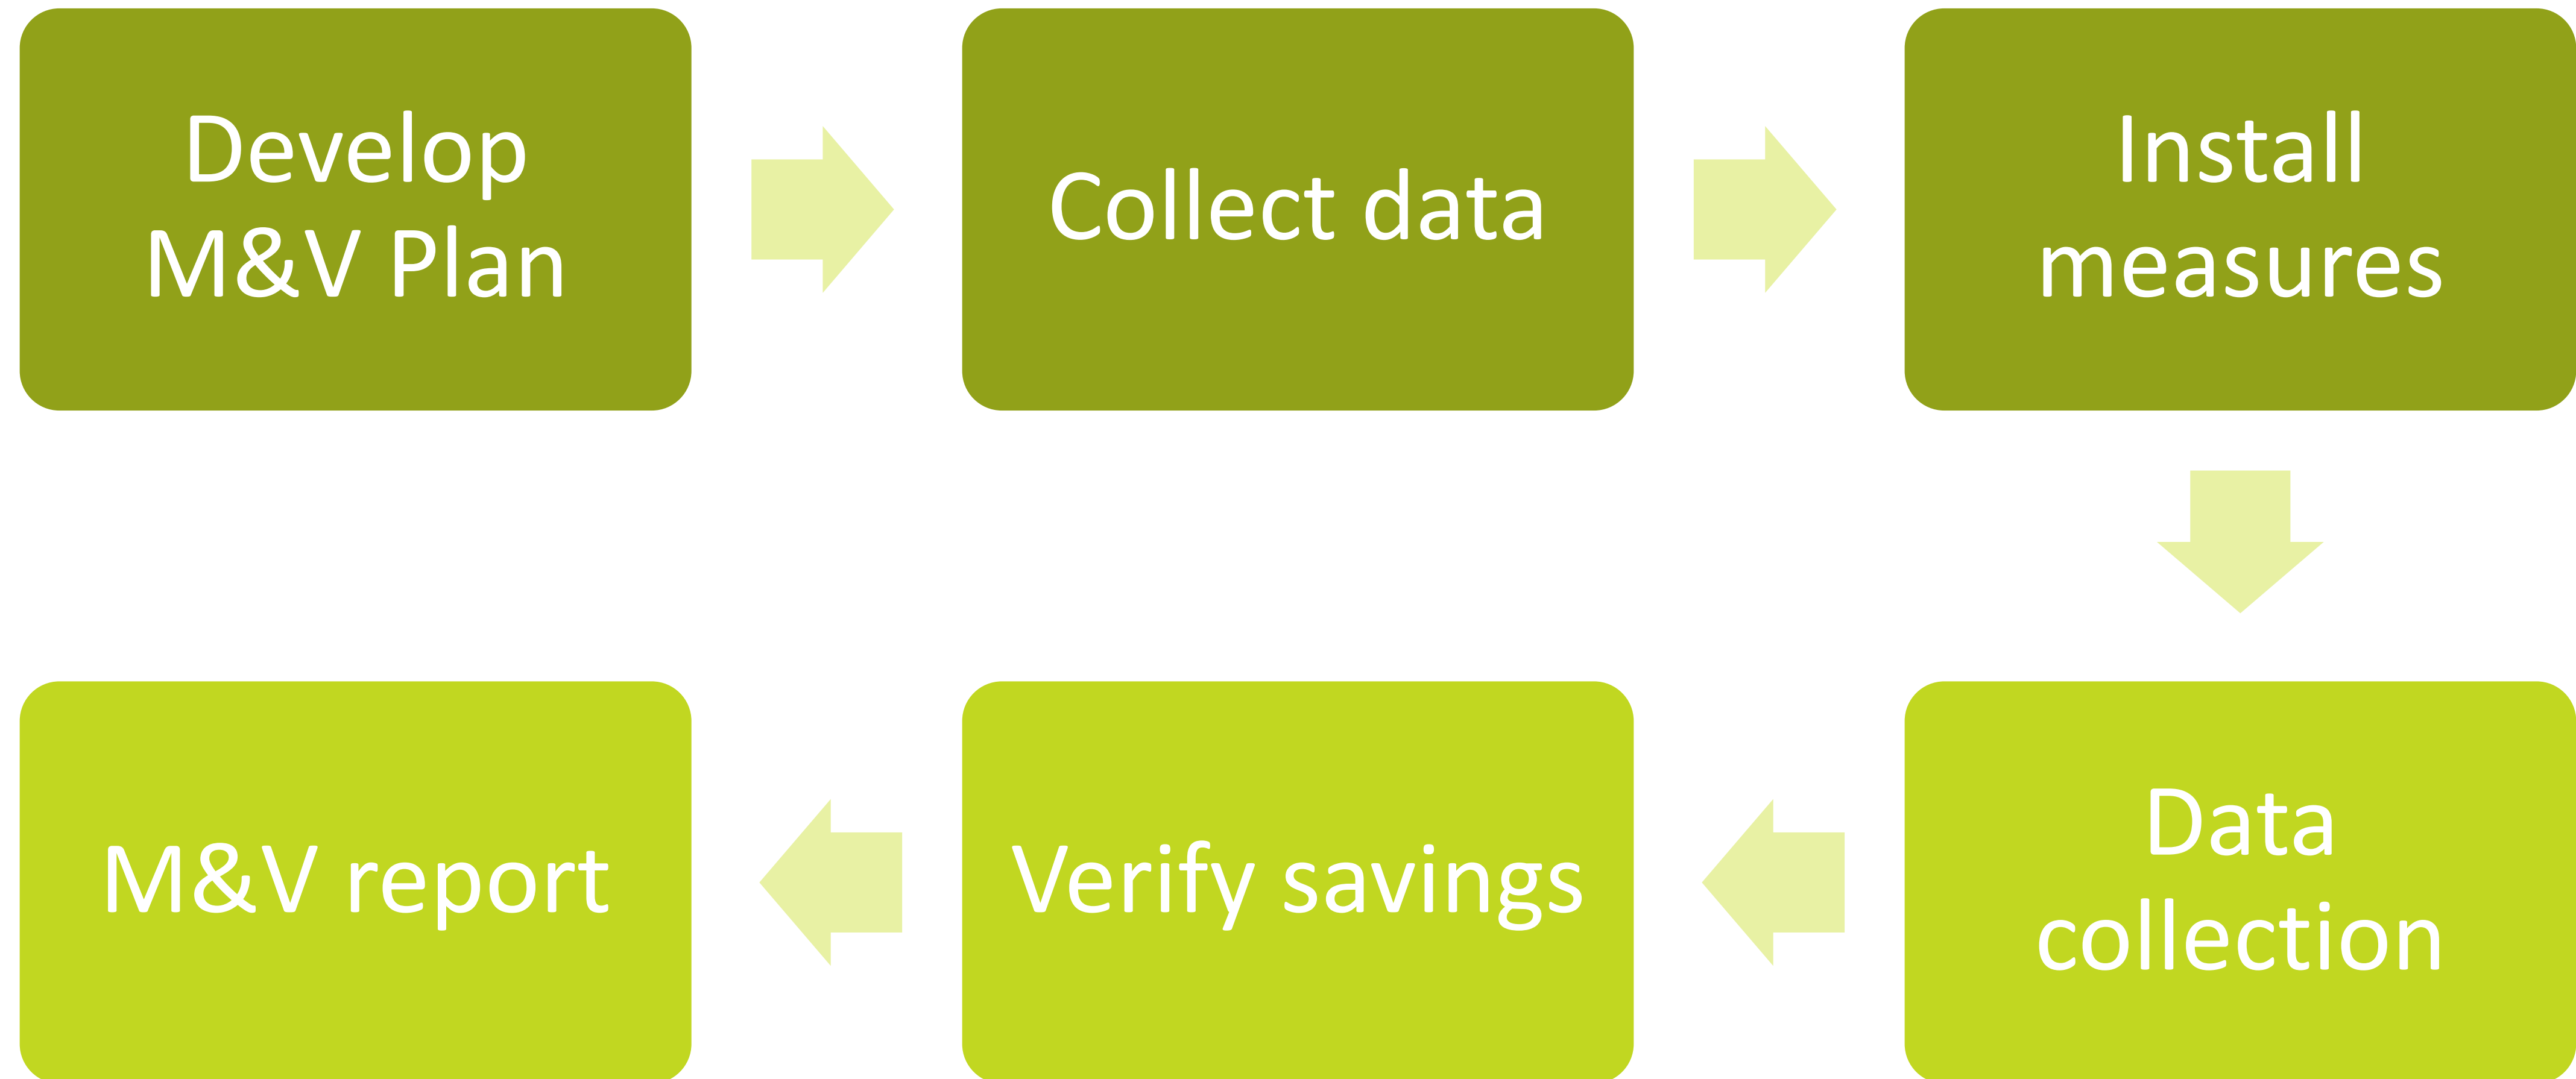 Develop
M&V Plan
Collect data
Install
measures
Data
collection
Verify savings
M&V report